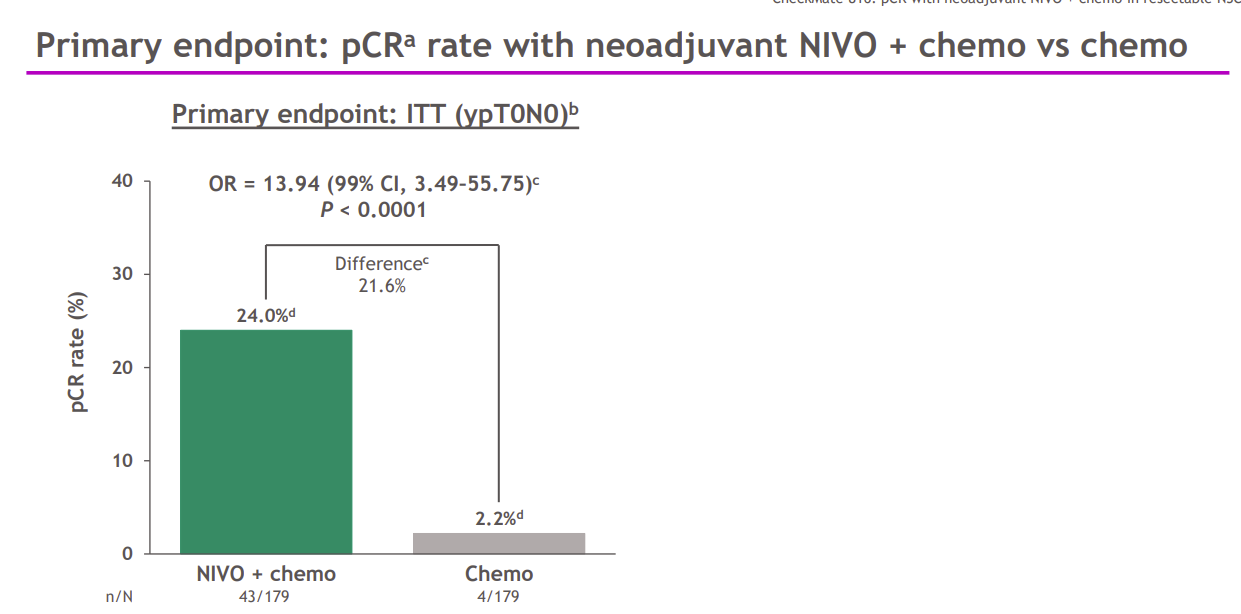 Primary endpoint: pCRᵃ rate with neoadjuvant NIVO + chemo vs chemo
Primary endpoint: ITT (ypT0N0)ᵇ
OR = 13.94 (99% CI, 3.49–55.75)ᶜ
P < 0.0001
Differenceᶜ
21.6%
24.0%ᵈ
2.2%ᵈ
pCR rate (%)
40
30
20
10
0
NIVO + chemo Chemo
n/N 43/179 4/179